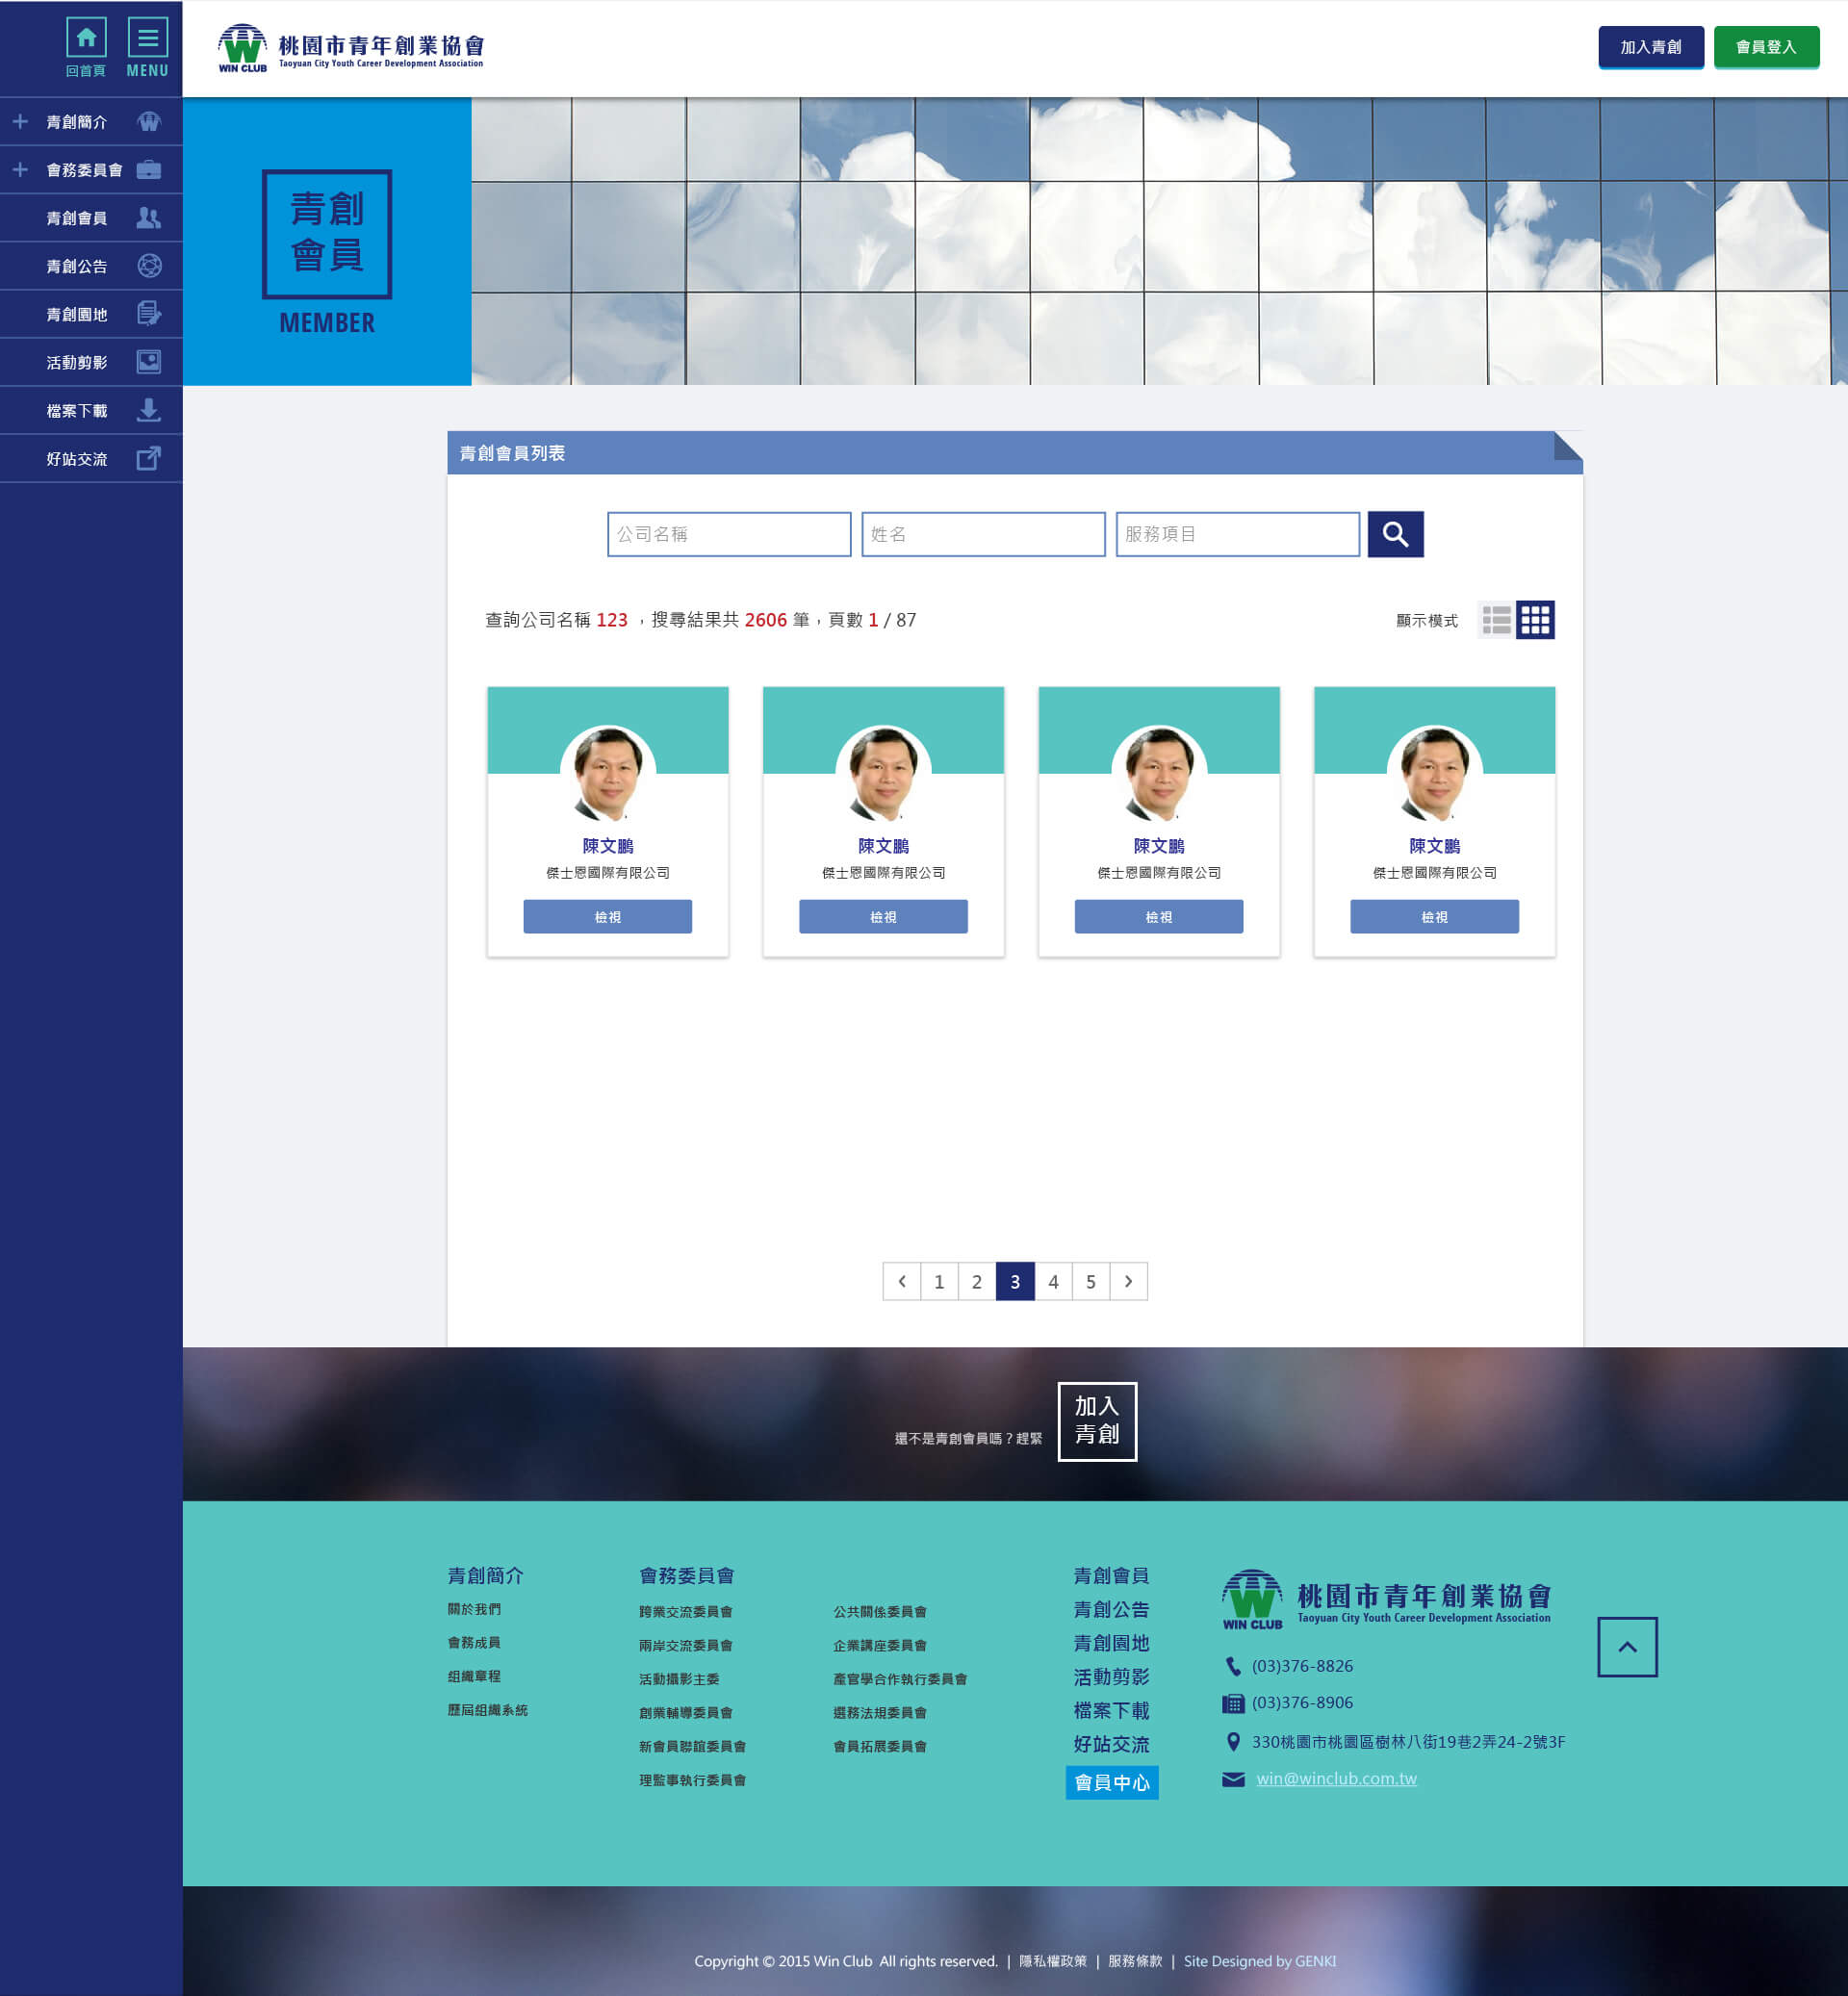 回首頁
MENU
WIN CLUB
桃園市青年創業協會
Taoyuan City Youth Career Development Association
加入青創
會員登入
青創簡介
會務委員會
青創會員
青創公告
青創園地
活動剪影
檔案下載
好站交流
青創
會員
MEMBER
青創會員列表
公司名稱
姓名
服務項目
查詢公司名稱 123 ，搜尋結果共 2606 筆，頁數 1 / 87
顯示模式
陳文鵬
傑士恩國際有限公司
檢視
陳文鵬
傑士恩國際有限公司
檢視
陳文鵬
傑士恩國際有限公司
檢視
陳文鵬
傑士恩國際有限公司
檢視
1 2 3 4 5
還不是青創會員嗎？趕緊
加入
青創
青創簡介
關於我們
會務成員
組織章程
歷屆組織系統
會務委員會
跨業交流委員會
兩岸交流委員會
活動攝影主委
創業輔導委員會
新會員聯誼委員會
理監事執行委員會
公共關係委員會
企業講座委員會
產官學合作執行委員會
選務法規委員會
會員拓展委員會
青創會員
青創公告
青創園地
活動剪影
檔案下載
好站交流
會員中心
WIN CLUB
桃園市青年創業協會
Taoyuan City Youth Career Development Association
(03)376-8826
(03)376-8906
330桃園市桃園區樹林八街19巷2弄24-2號3F
win@winclub.com.tw
Copyright © 2015 Win Club All rights reserved. | 隱私權政策 | 服務條款 | Site Designed by GENKI